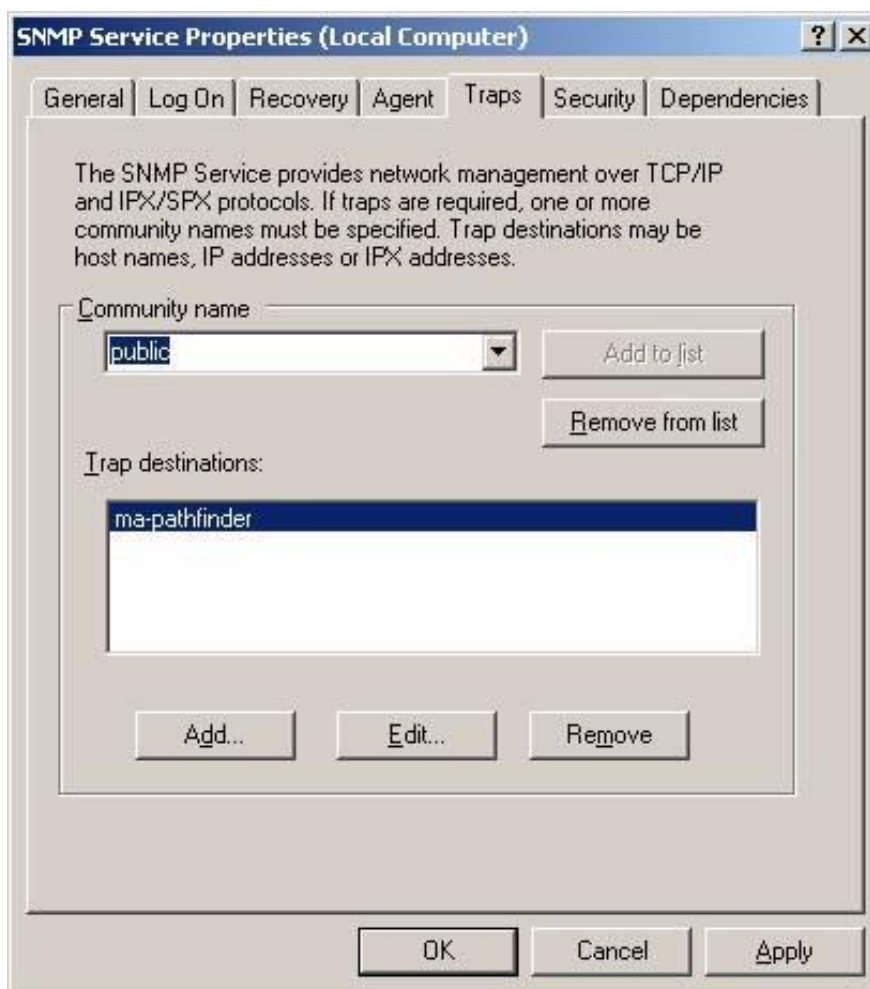 SNMP Service Properties (Local Computer)
? X
General Log On Recovery Agent Traps Security Dependencies
The SNMP Service provides network management over TCP/IP
and IPX/SPX protocols. If traps are required, one or more
community names must be specified. Trap destinations may be
host names, IP addresses or IPX addresses.
Community name
public
Add to list
Remove from list
Trap destinations:
ma-pathfinder
Add... Edit... Remove
OK Cancel Apply